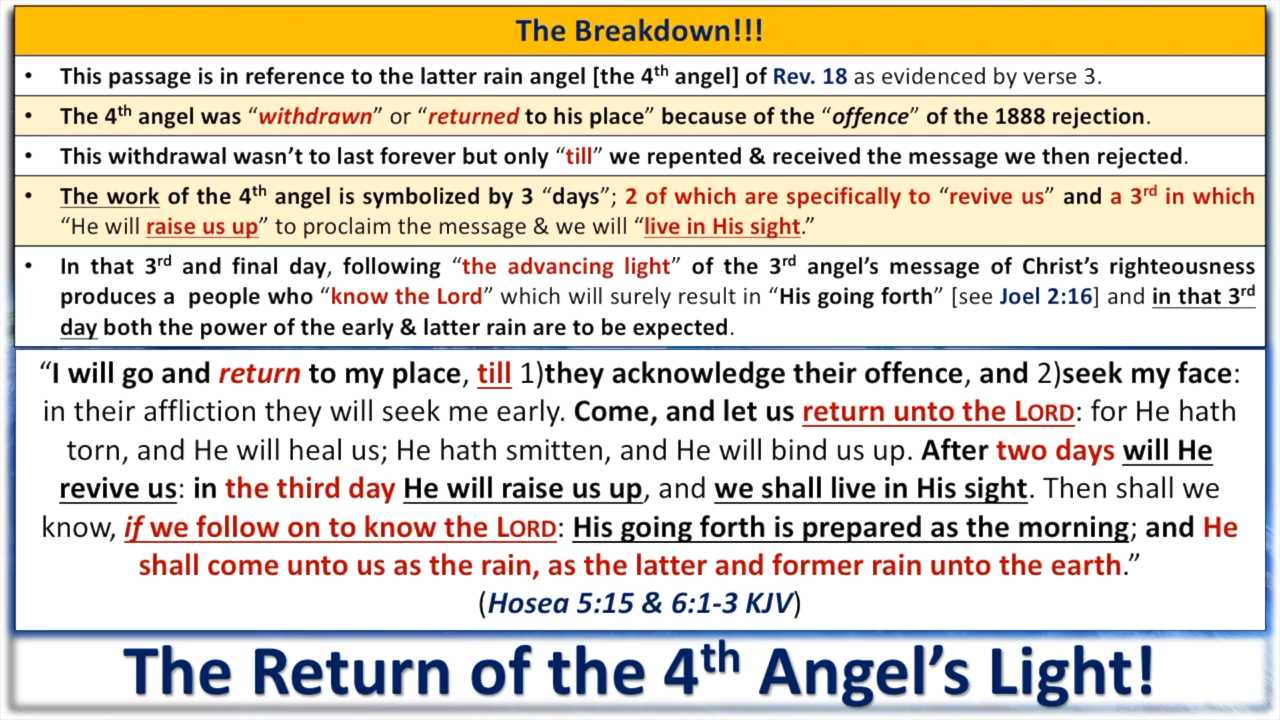 The Breakdown!!!
• This passage is in reference to the latter rain angel [the 4th angel] of Rev. 18 as evidenced by verse 3.
• The 4th angel was “withdrawn” or “returned to his place” because of the “offence” of the 1888 rejection.
• This withdrawal wasn’t to last forever but only “till” we repented & received the message we then rejected.
• The work of the 4th angel is symbolized by 3 “days”; 2 of which are specifically to “revive us” and a 3rd in which
“He will raise us up” to proclaim the message & we will “live in His sight.”
• In that 3rd and final day, following “the advancing light” of the 3rd angel’s message of Christ’s righteousness
produces a people who “know the Lord” which will surely result in “His going forth” [see Joel 2:16] and in that 3rd
day both the power of the early & latter rain are to be expected.
“I will go and return to my place, till 1)they acknowledge their offence, and 2)seek my face:
in their affliction they will seek me early. Come, and let us return unto the LORD: for He hath
torn, and He will heal us; He hath smitten, and He will bind us up. After two days will He
revive us: in the third day He will raise us up, and we shall live in His sight. Then shall we
know, if we follow on to know the LORD: His going forth is prepared as the morning; and He
shall come unto us as the rain, as the latter and former rain unto the earth.”
(Hosea 5:15 & 6:1-3 KJV)
The Return of the 4th Angel’s Light!